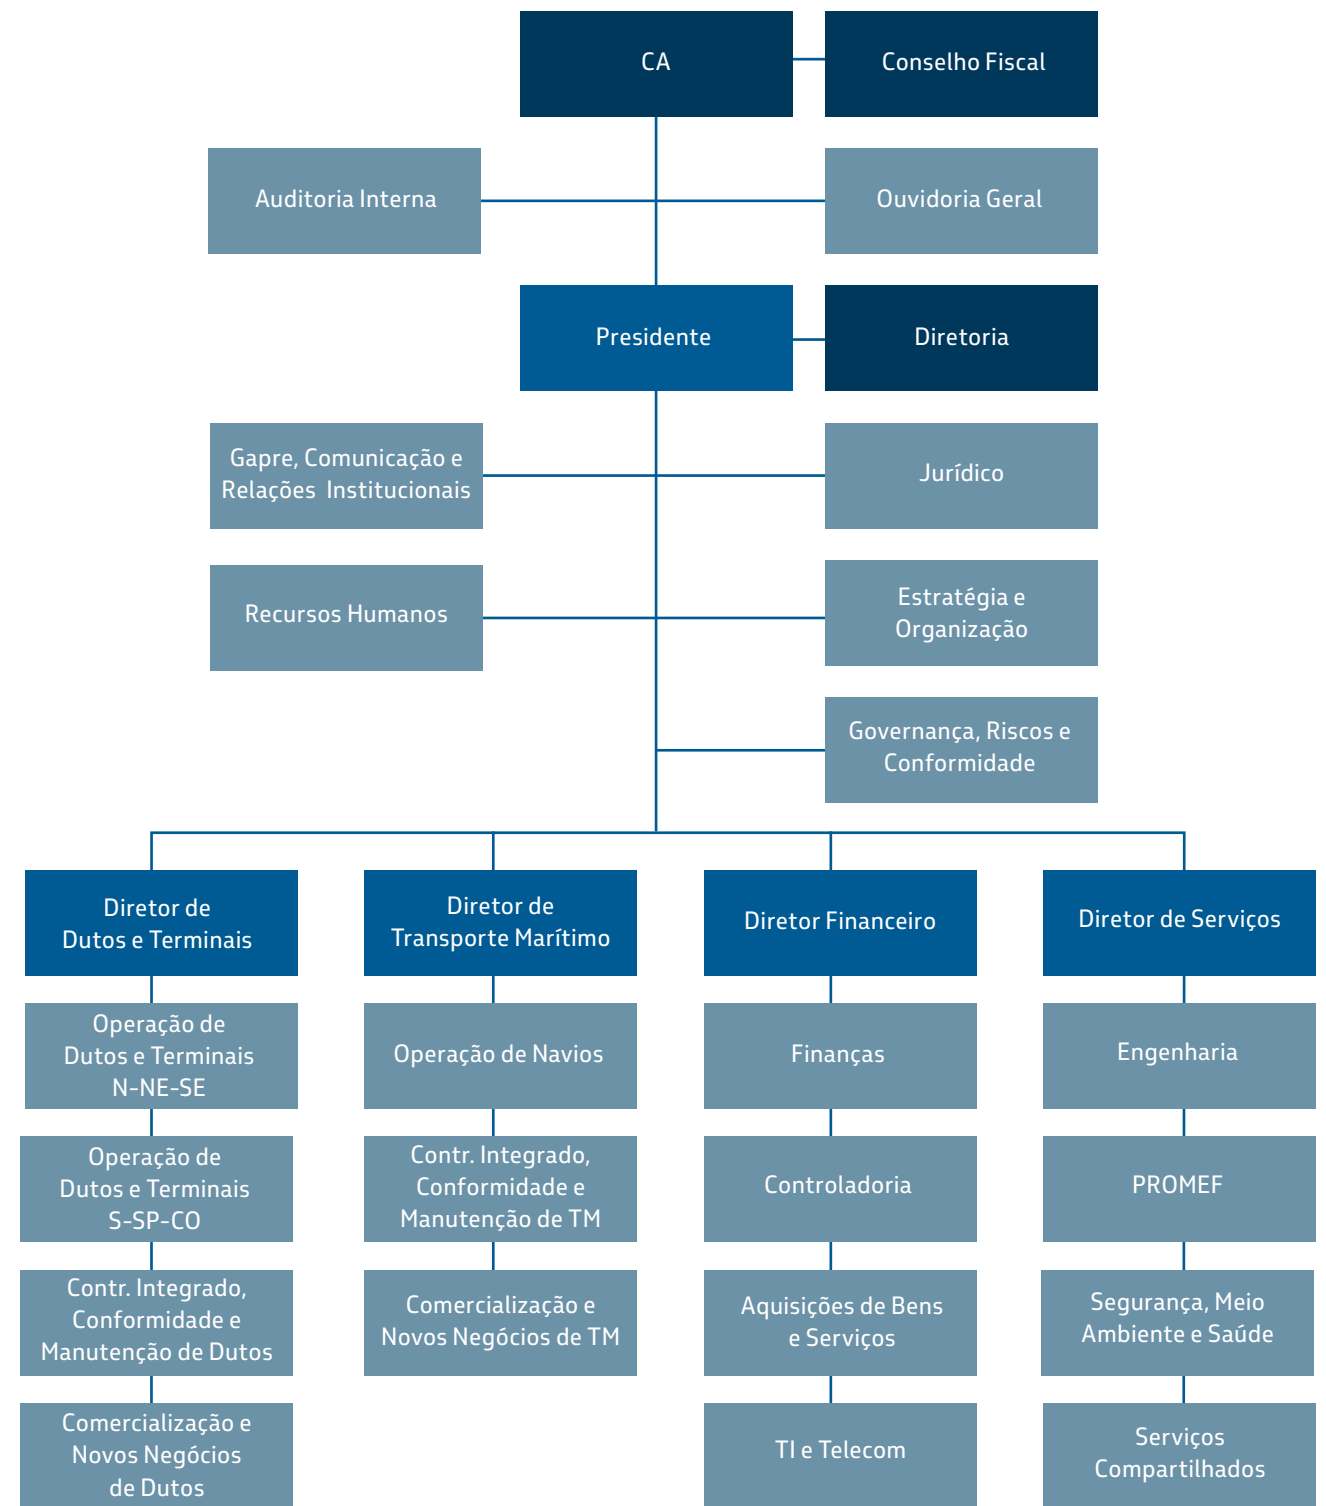 CA
Conselho Fiscal
Auditoria Interna
Ouvidoria Geral
Presidente
Diretoria
Gapre, Comunicação e
Relações Institucionais
Jurídico
Recursos Humanos
Estratégia e
Organização
Governança, Riscos e
Conformidade
Diretor de
Dutos e Terminais
Diretor de
Transporte Marítimo
Diretor Financeiro
Diretor de Serviços
Operação de
Dutos e Terminais
N-NE-SE
Operação de Navios
Finanças
Engenharia
Operação de
Dutos e Terminais
S-SP-CO
Contr. Integrado,
Conformidade e
Manutenção de TM
Controladoria
PROMEF
Contr. Integrado,
Conformidade e
Manutenção de Dutos
Comercialização e
Novos Negócios de TM
Aquisições de Bens
e Serviços
Segurança, Meio
Ambiente e Saúde
Comercialização e
Novos Negócios
de Dutos
TI e Telecom
Serviços
Compartilhados